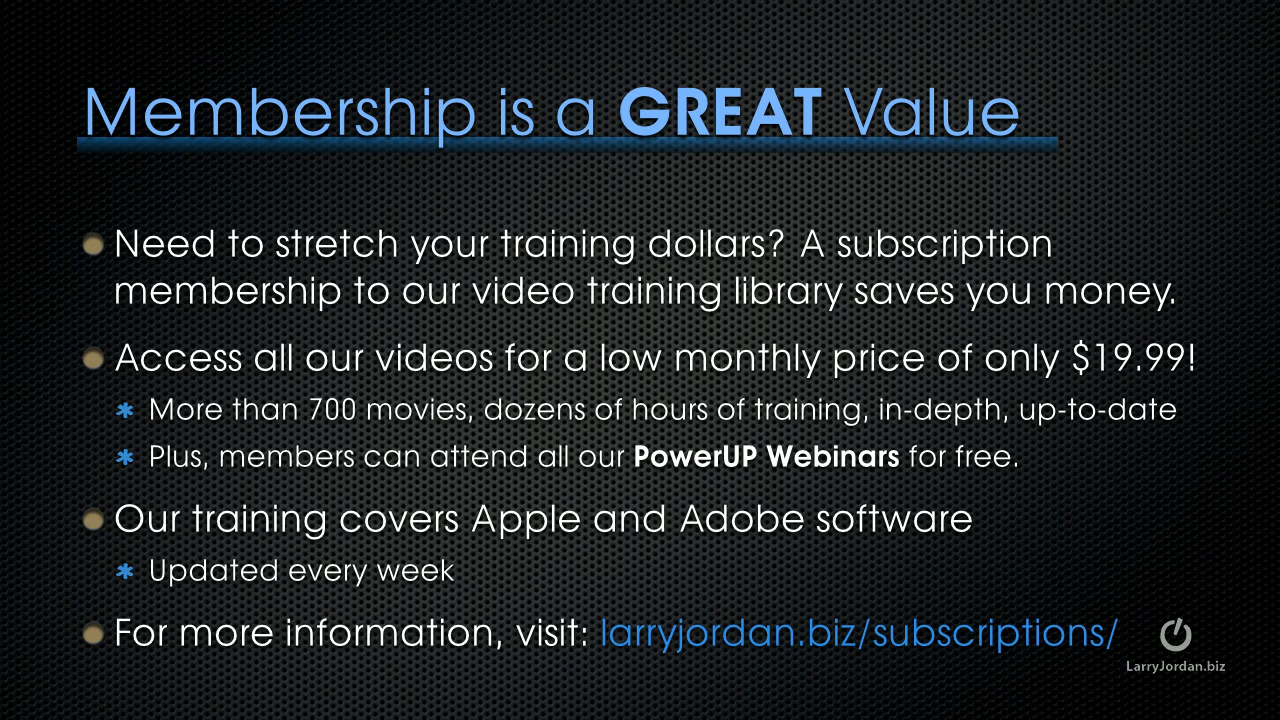 Membership is a GREAT Value
Need to stretch your training dollars? A subscription
membership to our video training library saves you money.
Access all our videos for a low monthly price of only $19.99!
More than 700 movies, dozens of hours of training, in-depth, up-to-date
Plus, members can attend all our PowerUP Webinars for free.
Our training covers Apple and Adobe software
Updated every week
For more information, visit: larryjordan.biz/subscriptions/
LarryJordan.biz